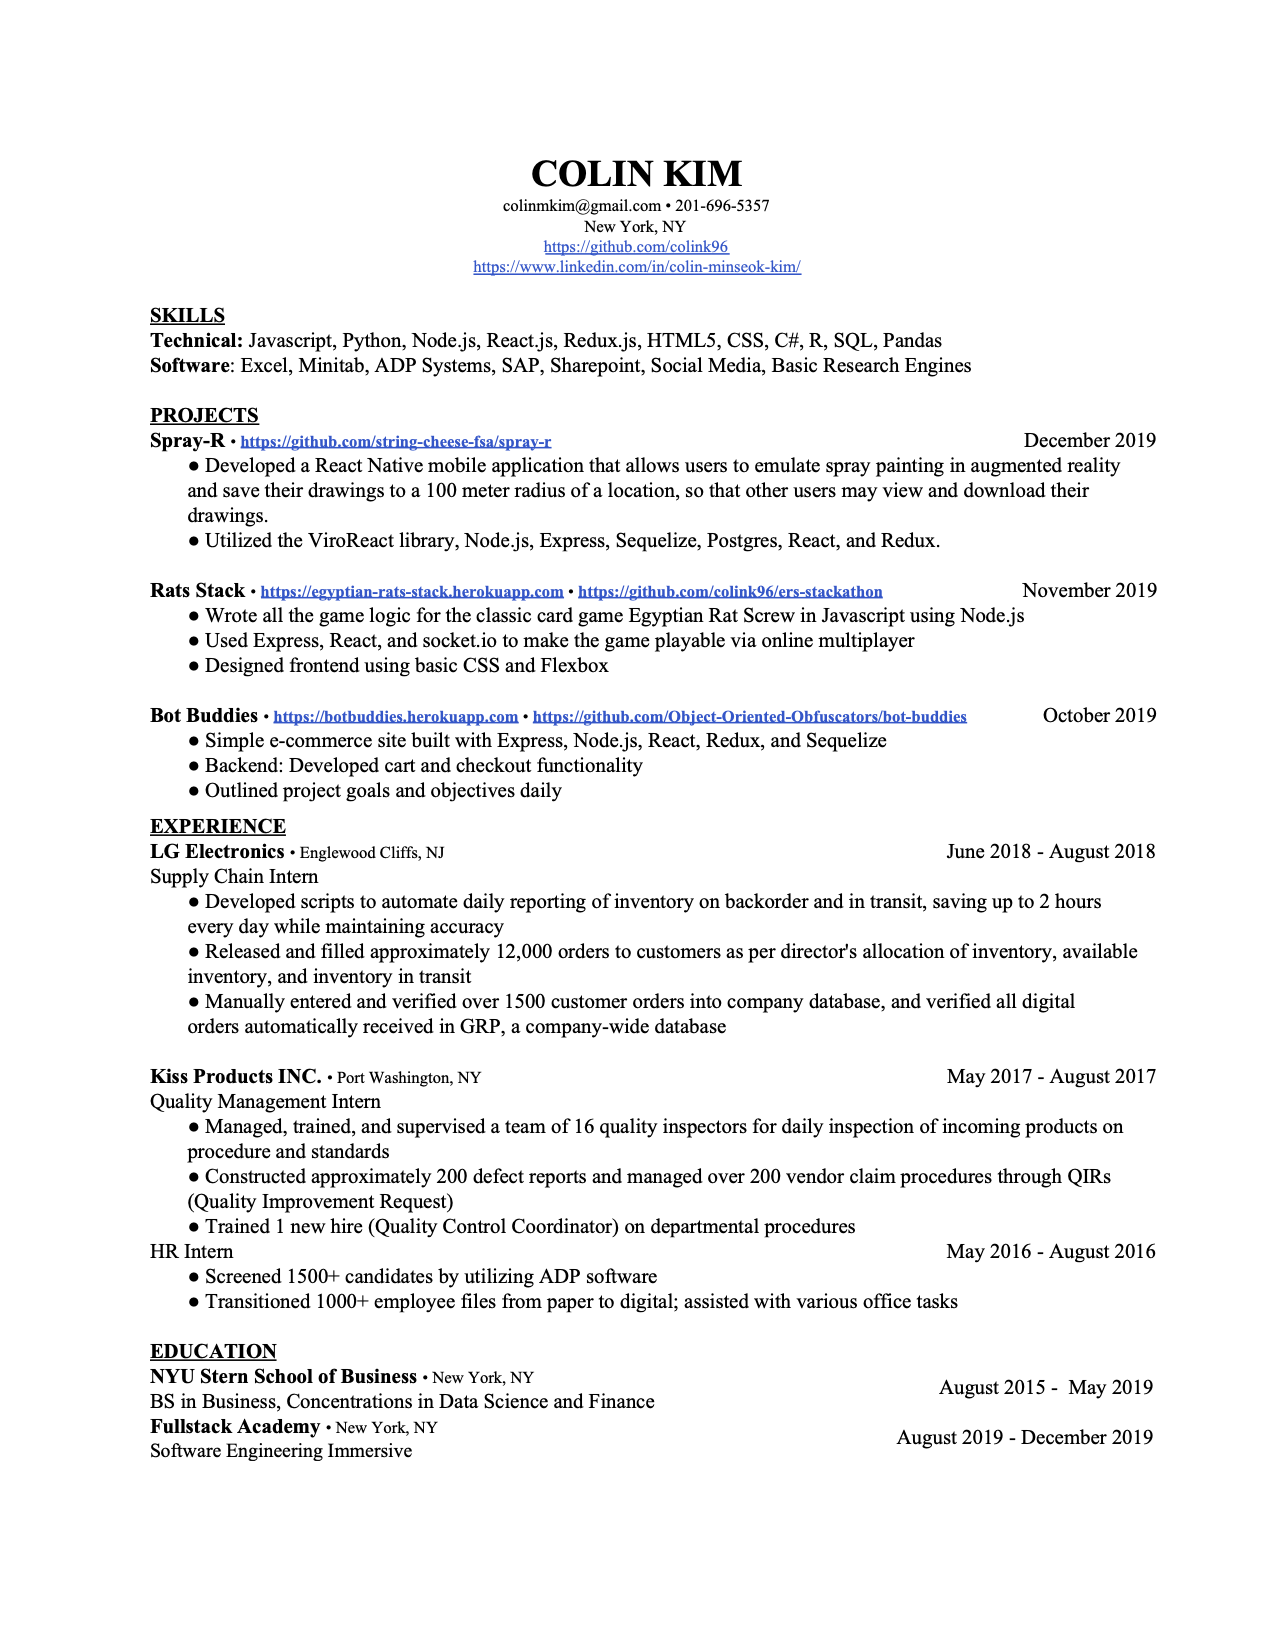 COLIN KIM
colinmkim@gmail.com • 201-696-5357
New York, NY
https://github.com/colink96
https://www.linkedin.com/in/colin-minseok-kim/
SKILLS
Technical: Javascript, Python, Node.js, React.js, Redux.js, HTML5, CSS, C#, R, SQL, Pandas
Software: Excel, Minitab, ADP Systems, SAP, Sharepoint, Social Media, Basic Research Engines
PROJECTS
Spray-R • https://github.com/string-cheese-fsa/spray-r December 2019
● Developed a React Native mobile application that allows users to emulate spray painting in augmented reality
and save their drawings to a 100 meter radius of a location, so that other users may view and download their
drawings.
● Utilized the ViroReact library, Node.js, Express, Sequelize, Postgres, React, and Redux.
Rats Stack • https://egyptian-rats-stack.herokuapp.com • https://github.com/colink96/ers-stackathon November 2019
● Wrote all the game logic for the classic card game Egyptian Rat Screw in Javascript using Node.js
● Used Express, React, and socket.io to make the game playable via online multiplayer
● Designed frontend using basic CSS and Flexbox
Bot Buddies • https://botbuddies.herokuapp.com • https://github.com/Object-Oriented-Obfuscators/bot-buddies October 2019
● Simple e-commerce site built with Express, Node.js, React, Redux, and Sequelize
● Backend: Developed cart and checkout functionality
● Outlined project goals and objectives daily
EXPERIENCE
LG Electronics • Englewood Cliffs, NJ June 2018 - August 2018
Supply Chain Intern
● Developed scripts to automate daily reporting of inventory on backorder and in transit, saving up to 2 hours
every day while maintaining accuracy
● Released and filled approximately 12,000 orders to customers as per director's allocation of inventory, available
inventory, and inventory in transit
● Manually entered and verified over 1500 customer orders into company database, and verified all digital
orders automatically received in GRP, a company-wide database
Kiss Products INC. • Port Washington, NY May 2017 - August 2017
Quality Management Intern
● Managed, trained, and supervised a team of 16 quality inspectors for daily inspection of incoming products on
procedure and standards
● Constructed approximately 200 defect reports and managed over 200 vendor claim procedures through QIRs
(Quality Improvement Request)
● Trained 1 new hire (Quality Control Coordinator) on departmental procedures
HR Intern May 2016 - August 2016
● Screened 1500+ candidates by utilizing ADP software
● Transitioned 1000+ employee files from paper to digital; assisted with various office tasks
EDUCATION
NYU Stern School of Business • New York, NY
August 2015 - May 2019
BS in Business, Concentrations in Data Science and Finance
Fullstack Academy • New York, NY
August 2019 - December 2019
Software Engineering Immersive